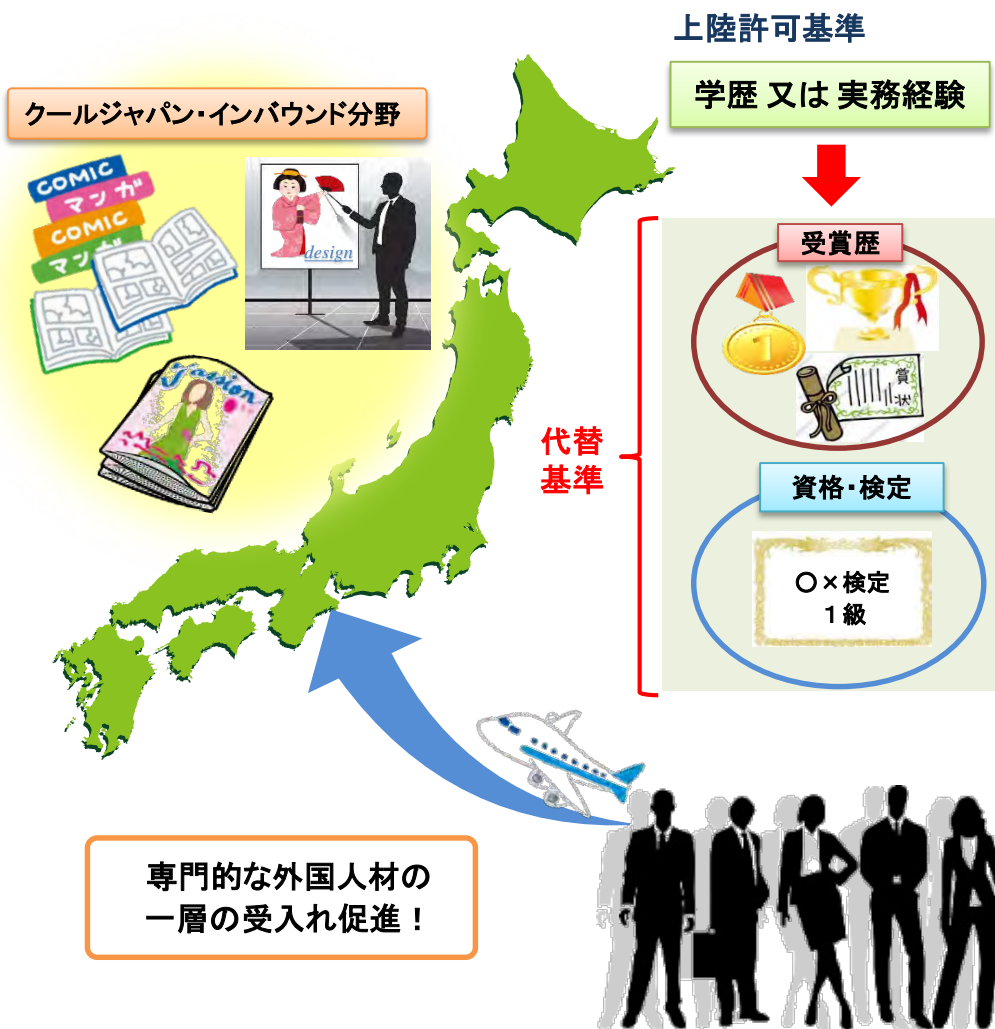 上陸許可基準
学歴 又は 実務経験
クールジャパン・インバウンド分野
COMIC
マンガ
COMIC
マンガ
design
Fassion
受賞歴
賞
状
代替
基準
資格・検定
○×検定
1級
専門的な外国人材の
一層の受入れ促進！